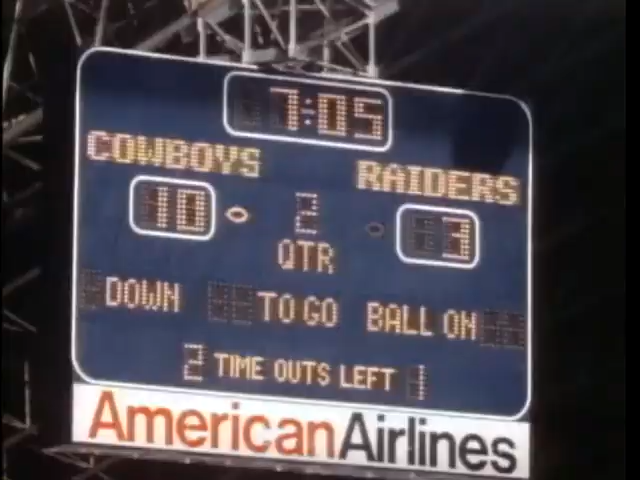 7:05
COWBOYS RAIDERS
10 2 3
QTR
DOWN TO GO BALL ON
2 TIME OUTS LEFT 1
AmericanAirlines